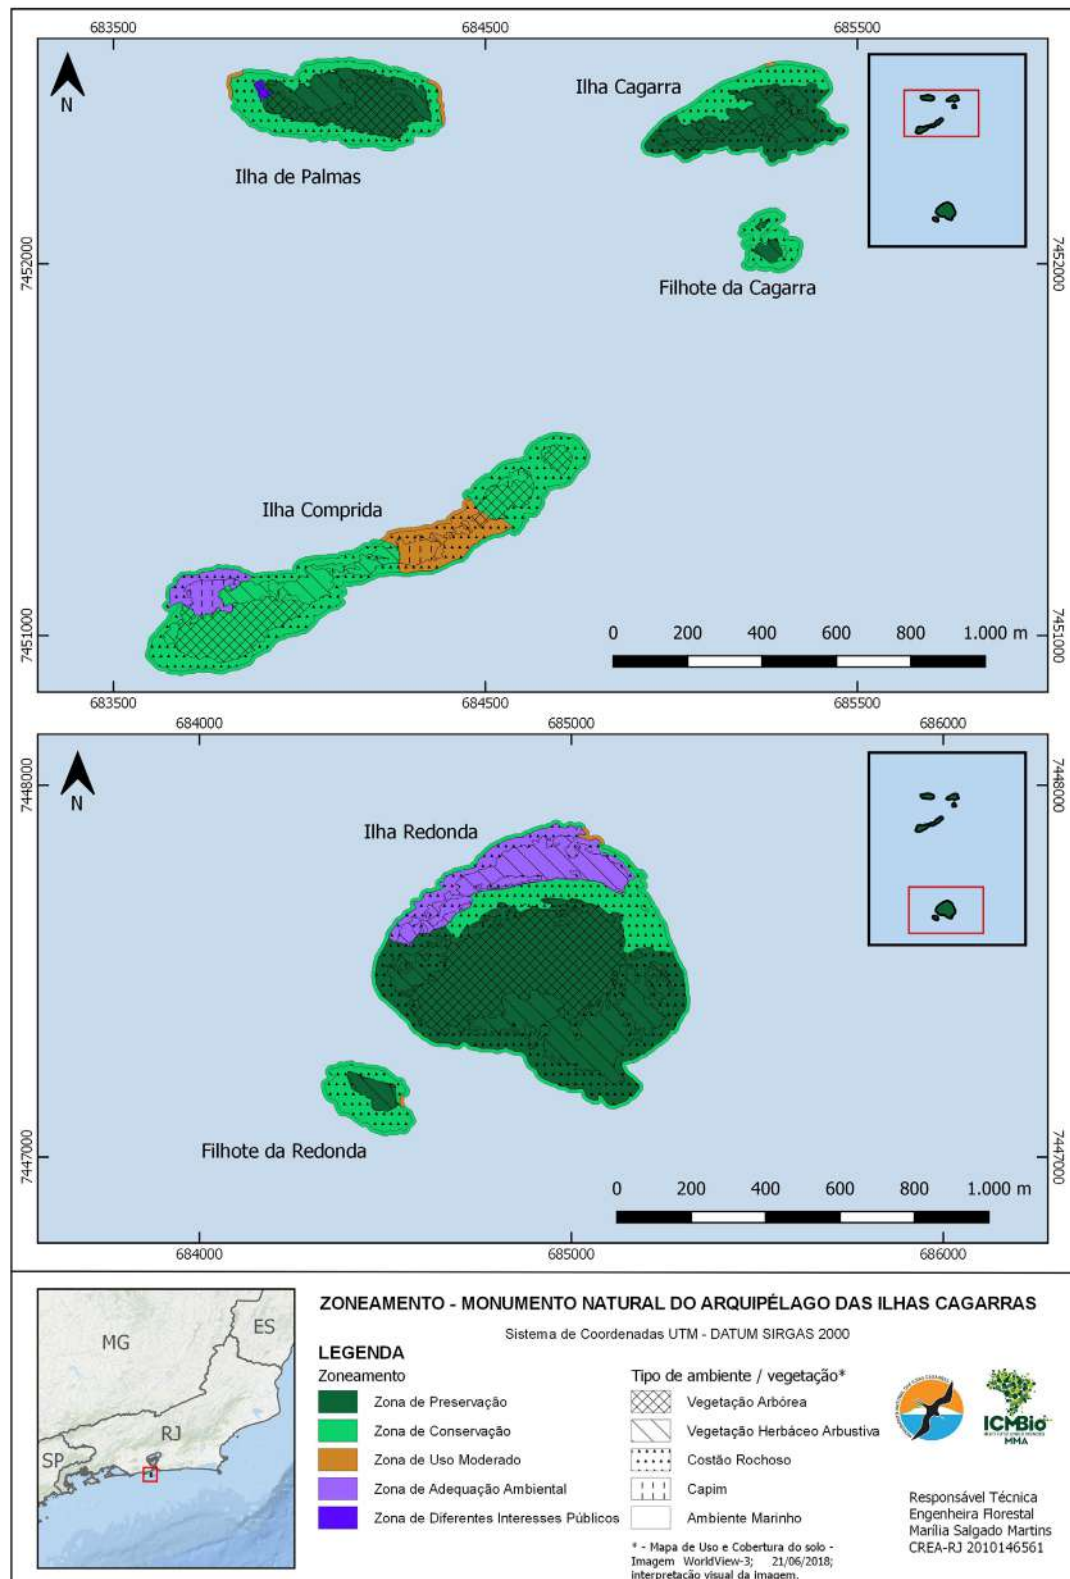 683500 684500 685500
N
Ilha Cagarra
Ilha de Palmas
7452000 7452000
Filhote da Cagarra
Ilha Comprida
0 200 400 600 800 1.000 m
7451000 7451000
683500 684500 685500
684000 685000 686000
7448000 7448000
N
Ilha Redonda
Filhote da Redonda
7447000 7447000
0 200 400 600 800 1.000 m
684000 685000 686000
MG
ES
RJ
SP
ZONEAMENTO - MONUMENTO NATURAL DO ARQUIPÉLAGO DAS ILHAS CAGARRAS
Sistema de Coordenadas UTM - DATUM SIRGAS 2000
LEGENDA
Zoneamento
Zona de Preservação
Zona de Conservação
Zona de Uso Moderado
Zona de Adequação Ambiental
Zona de Diferentes Interesses Públicos
Tipo de ambiente / vegetação*
Vegetação Arbórea
Vegetação Herbáceo Arbustiva
Costão Rochoso
Capim
Ambiente Marinho
* - Mapa de Uso e Cobertura do solo -
Imagem WorldView-3; 21/06/2018;
interpretação visual da imagem.
ICMBio
MMA
Responsável Técnica
Engenheira Florestal
Marília Salgado Martins
CREA-RJ 2010146561